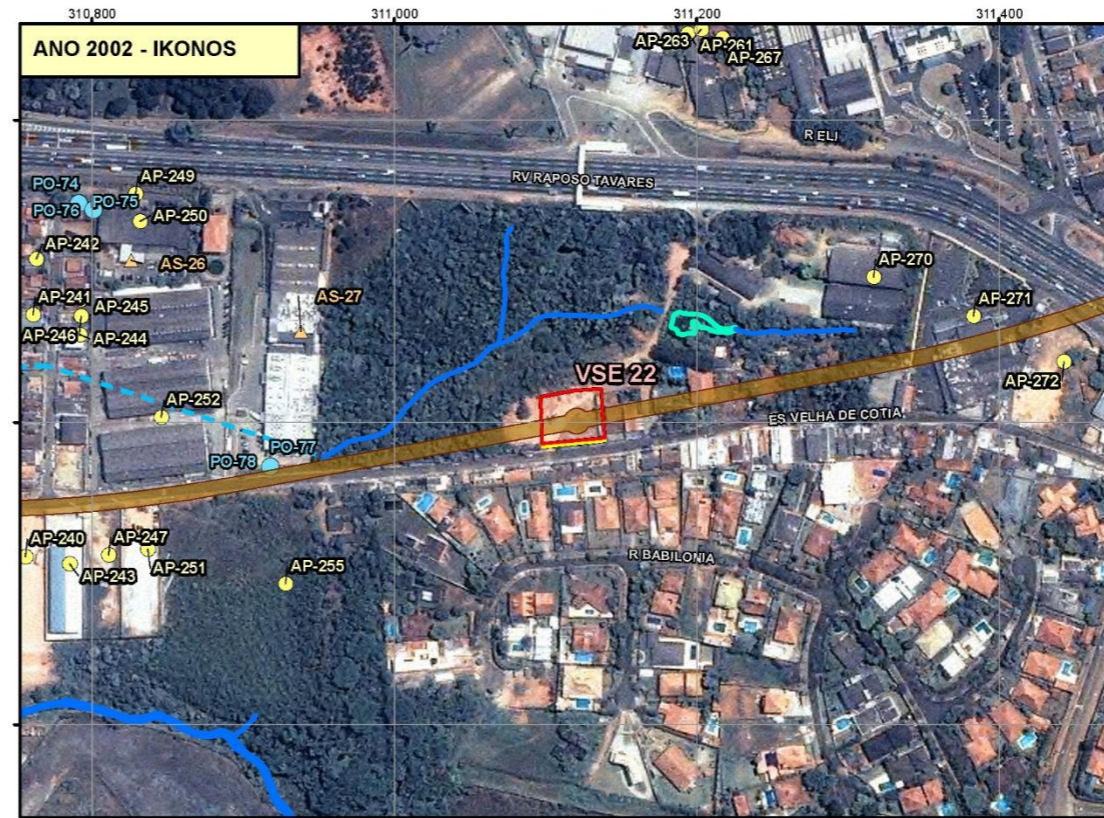 310,800
311,000
311,200
311,400
ANO 2002 - IKONOS
AP-263
AP-261
AP-267
R ELI
RV RAPOSO TAVARES
PO-74
PO-75
PO-76
AP-249
AP-250
AP-242
AS-26
AP-270
AP-241
AP-245
AS-27
AP-271
AP-246
AP-244
VSE 22
AP-272
AP-252
ES VELHA DE COTIA
PO-77
PO-78
AP-240
AP-247
AP-243
AP-251
AP-255
R BABILONIA